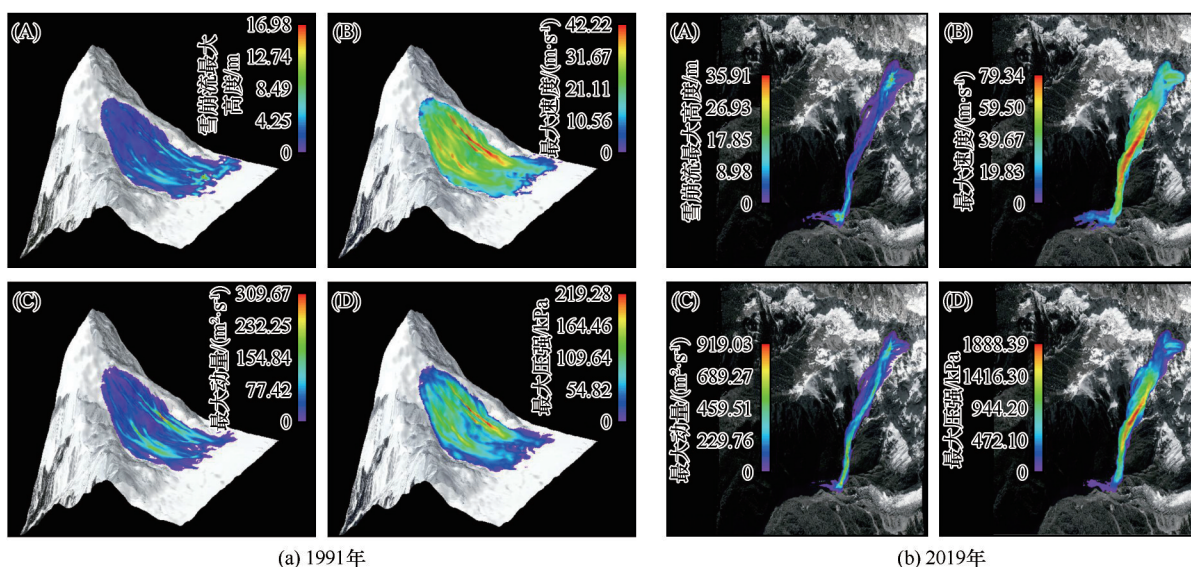 (A)
16.98
12.74
8.49
4.25
0
雪崩流最大
高度/m
(B)
42.22
31.67
21.11
10.56
0
最大速度/(m·s⁻¹)
(C)
309.67
232.25
154.84
77.42
0
最大动量/(m²·s⁻¹)
(D)
219.28
164.46
109.64
54.82
0
最大压强/kPa
(a) 1991年
(A)
35.91
26.93
17.85
8.98
0
雪崩流最大高度/m
(B)
79.34
59.50
39.67
19.83
0
最大速度/(m·s⁻¹)
(C)
919.03
689.27
459.51
229.76
0
最大动量/(m²·s⁻¹)
(D)
1888.39
1416.30
944.20
472.10
0
最大压强/kPa
(b) 2019年